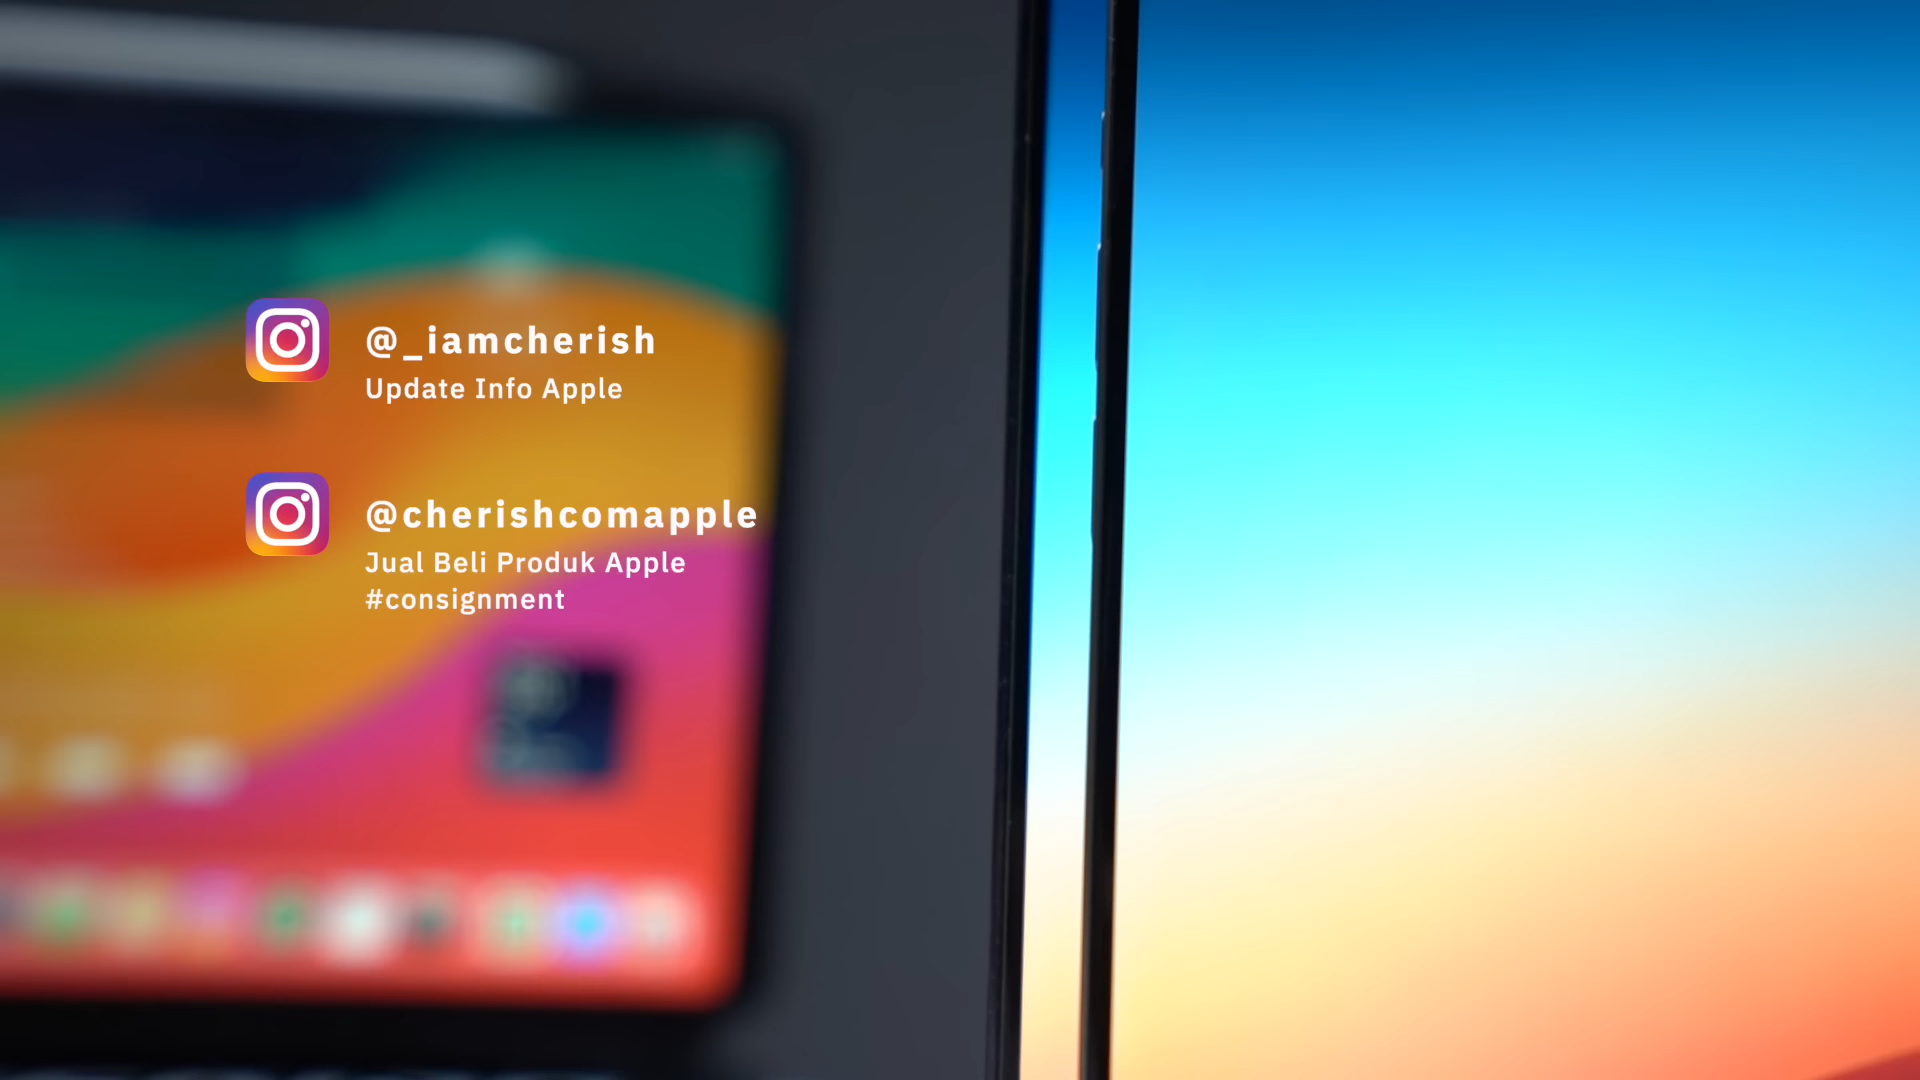 @_iamcherish
Update Info Apple
@cherishcomapple
Jual Beli Produk Apple
#consignment